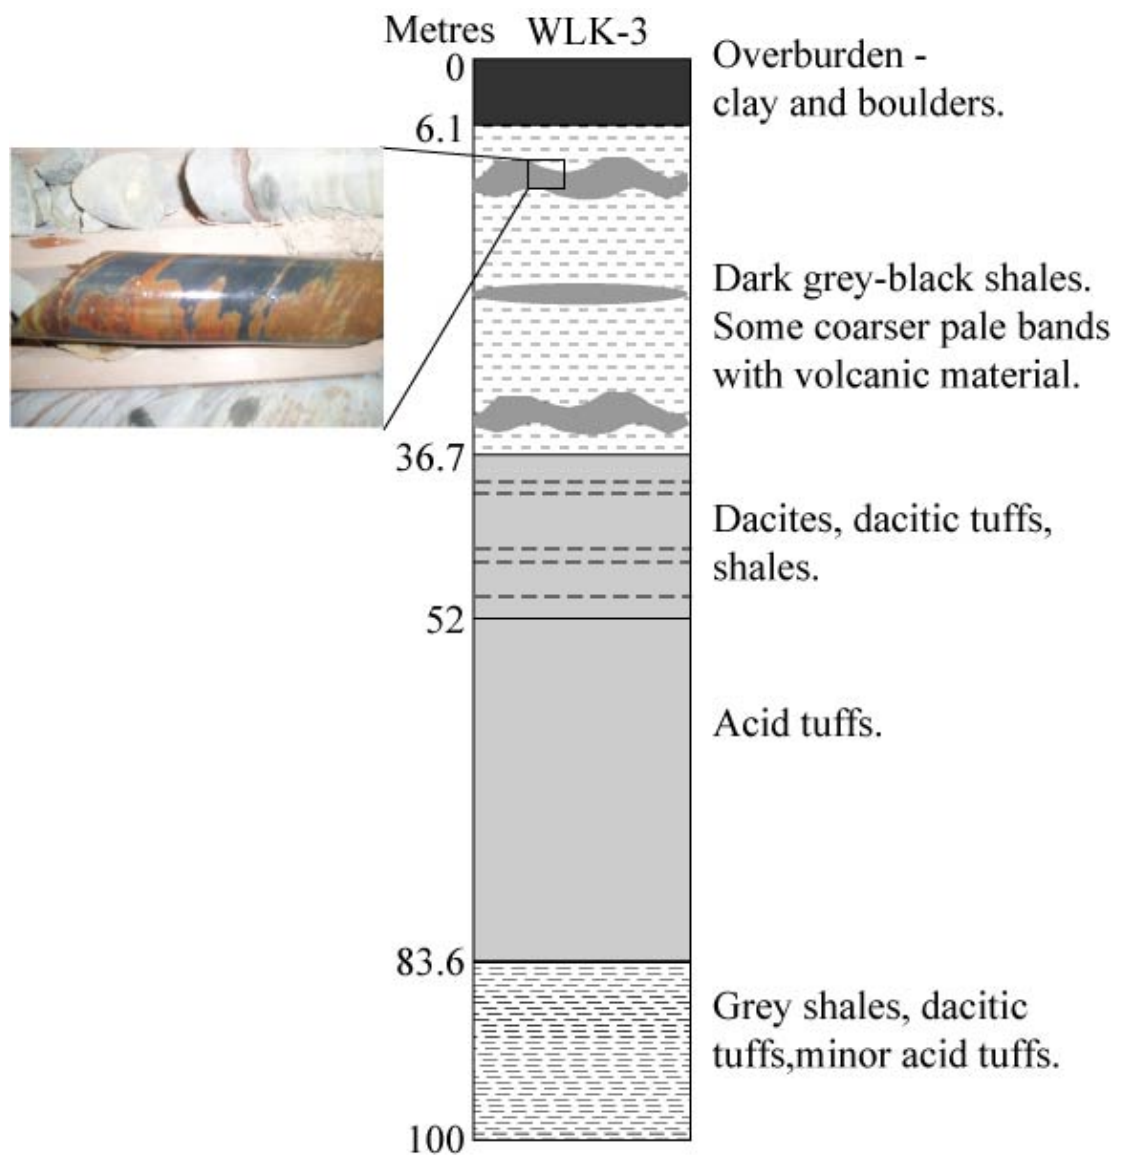 Metres WLK-3
0
Overburden -
clay and boulders.
6.1
Dark grey-black shales.
Some coarser pale bands
with volcanic material.
36.7
Dacites, dacitic tuffs,
shales.
52
Acid tuffs.
83.6
Grey shales, dacitic
tuffs,minor acid tuffs.
100